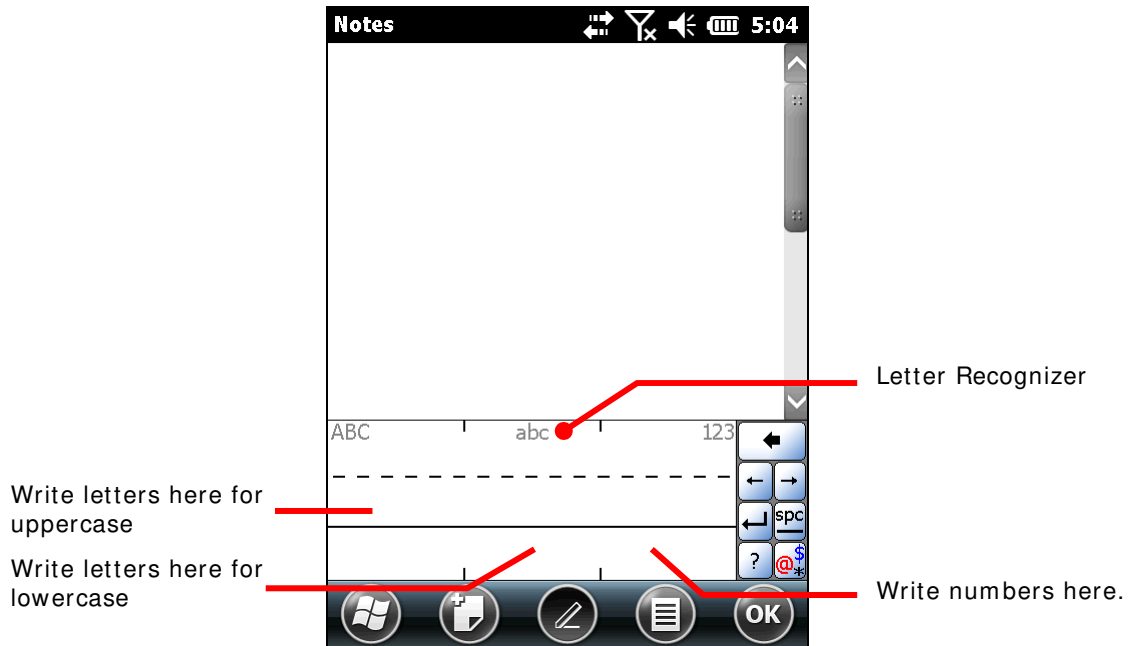 Notes 5:04
Letter Recognizer
ABC abc 123
spc
Write letters here for
uppercase
? @ $ *
Write letters here for
lowercase
Write numbers here.
OK